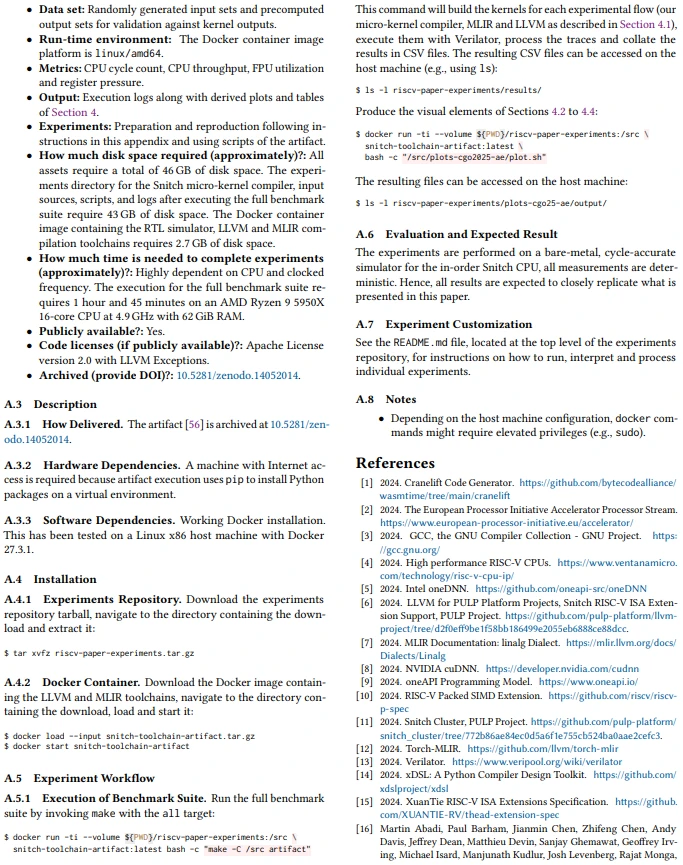 • Data set: Randomly generated input sets and precomputed
output sets for validation against kernel outputs.
• Run-time environment: The Docker container image
platform is linux/amd64.
• Metrics: CPU cycle count, CPU throughput, FPU utilization
and register pressure.
• Output: Execution logs along with derived plots and tables
of Section 4.
• Experiments: Preparation and reproduction following in-
structions in this appendix and using scripts of the artifact.
• How much disk space required (approximately)?: All
assets require a total of 46 GB of disk space. The experi-
ments directory for the Snitch micro-kernel compiler, input
sources, scripts, and logs after executing the full benchmark
suite require 43 GB of disk space. The Docker container
image containing the RTL simulator, LLVM and MLIR com-
pilation toolchains requires 2.7 GB of disk space.
• How much time is needed to complete experiments
(approximately)?: Highly dependent on CPU and clocked
frequency. The execution for the full benchmark suite re-
quires 1 hour and 45 minutes on an AMD Ryzen 9 5950X
16-core CPU at 4.9 GHz with 62 GiB RAM.
• Publicly available?: Yes.
• Code licenses (if publicly available)?: Apache License
version 2.0 with LLVM Exceptions.
• Archived (provide DOI)?: 10.5281/zenodo.14052014.
A.3 Description
A.3.1 How Delivered. The artifact [56] is archived at 10.5281/zen-
odo.14052014.
A.3.2 Hardware Dependencies. A machine with Internet ac-
cess is required because artifact execution uses pip to install Python
packages on a virtual environment.
A.3.3 Software Dependencies. Working Docker installation.
This has been tested on a Linux x86 host machine with Docker
27.3.1.
A.4 Installation
A.4.1 Experiments Repository. Download the experiments
repository tarball, navigate to the directory containing the down-
load and extract it:
$ tar xvfz riscv-paper-experiments.tar.gz
A.4.2 Docker Container. Download the Docker image contain-
ing the LLVM and MLIR toolchains, navigate to the directory con-
taining the download, load and start it:
$ docker load --input snitch-toolchain-artifact.tar.gz
$ docker start snitch-toolchain-artifact
A.5 Experiment Workflow
A.5.1 Execution of Benchmark Suite. Run the full benchmark
suite by invoking make with the all target:
$ docker run -ti --volume ${PWD}/riscv-paper-experiments:/src \
snitch-toolchain-artifact:latest bash -c "make -C /src artifact"
This command will build the kernels for each experimental flow (our
micro-kernel compiler, MLIR and LLVM as described in Section 4.1),
execute them with Verilator, process the traces and collate the
results in CSV files. The resulting CSV files can be accessed on the
host machine (e.g., using ls):
$ ls -l riscv-paper-experiments/results/
Produce the visual elements of Sections 4.2 to 4.4:
$ docker run -ti --volume ${PWD}/riscv-paper-experiments:/src \
snitch-toolchain-artifact:latest \
bash -c "/src/plots-cgo2025-ae/plot.sh"
The resulting files can be accessed on the host machine:
$ ls -l riscv-paper-experiments/plots-cgo25-ae/output/
A.6 Evaluation and Expected Result
The experiments are performed on a bare-metal, cycle-accurate
simulator for the in-order Snitch CPU, all measurements are deter-
ministic. Hence, all results are expected to closely replicate what is
presented in this paper.
A.7 Experiment Customization
See the README.md file, located at the top level of the experiments
repository, for instructions on how to run, interpret and process
individual experiments.
A.8 Notes
• Depending on the host machine configuration, docker com-
mands might require elevated privileges (e.g., sudo).
References
[1] 2024. Cranelift Code Generator. https://github.com/bytecodealliance/
wasmtime/tree/main/cranelift
[2] 2024. The European Processor Initiative Accelerator Processor Stream.
https://www.european-processor-initiative.eu/accelerator/
[3] 2024. GCC, the GNU Compiler Collection - GNU Project. https:
//gcc.gnu.org/
[4] 2024. High performance RISC-V CPUs. https://www.ventanamicro.
com/technology/risc-v-cpu-ip/
[5] 2024. Intel oneDNN. https://github.com/oneapi-src/oneDNN
[6] 2024. LLVM for PULP Platform Projects, Snitch RISC-V ISA Exten-
sion Support, PULP Project. https://github.com/pulp-platform/llvm-
project/tree/d2f0eff9be1f58bb186499e2055eb6888ce88dcc.
[7] 2024. MLIR Documentation: linalg Dialect. https://mlir.llvm.org/docs/
Dialects/Linalg
[8] 2024. NVIDIA cuDNN. https://developer.nvidia.com/cudnn
[9] 2024. oneAPI Programming Model. https://www.oneapi.io/
[10] 2024. RISC-V Packed SIMD Extension. https://github.com/riscv/riscv-
p-spec
[11] 2024. Snitch Cluster, PULP Project. https://github.com/pulp-platform/
snitch_cluster/tree/772b86ae84ec0d5a6f1e755cb524ba0aae2cefc3.
[12] 2024. Torch-MLIR. https://github.com/llvm/torch-mlir
[13] 2024. Verilator. https://www.veripool.org/wiki/verilator
[14] 2024. xDSL: A Python Compiler Design Toolkit. https://github.com/
xdslproject/xdsl
[15] 2024. XuanTie RISC-V ISA Extensions Specification. https://github.
com/XUANTIE-RV/thead-extension-spec
[16] Martin Abadi, Paul Barham, Jianmin Chen, Zhifeng Chen, Andy
Davis, Jeffrey Dean, Matthieu Devin, Sanjay Ghemawat, Geoffrey Irv-
ing, Michael Isard, Manjunath Kudlur, Josh Levenberg, Rajat Monga,